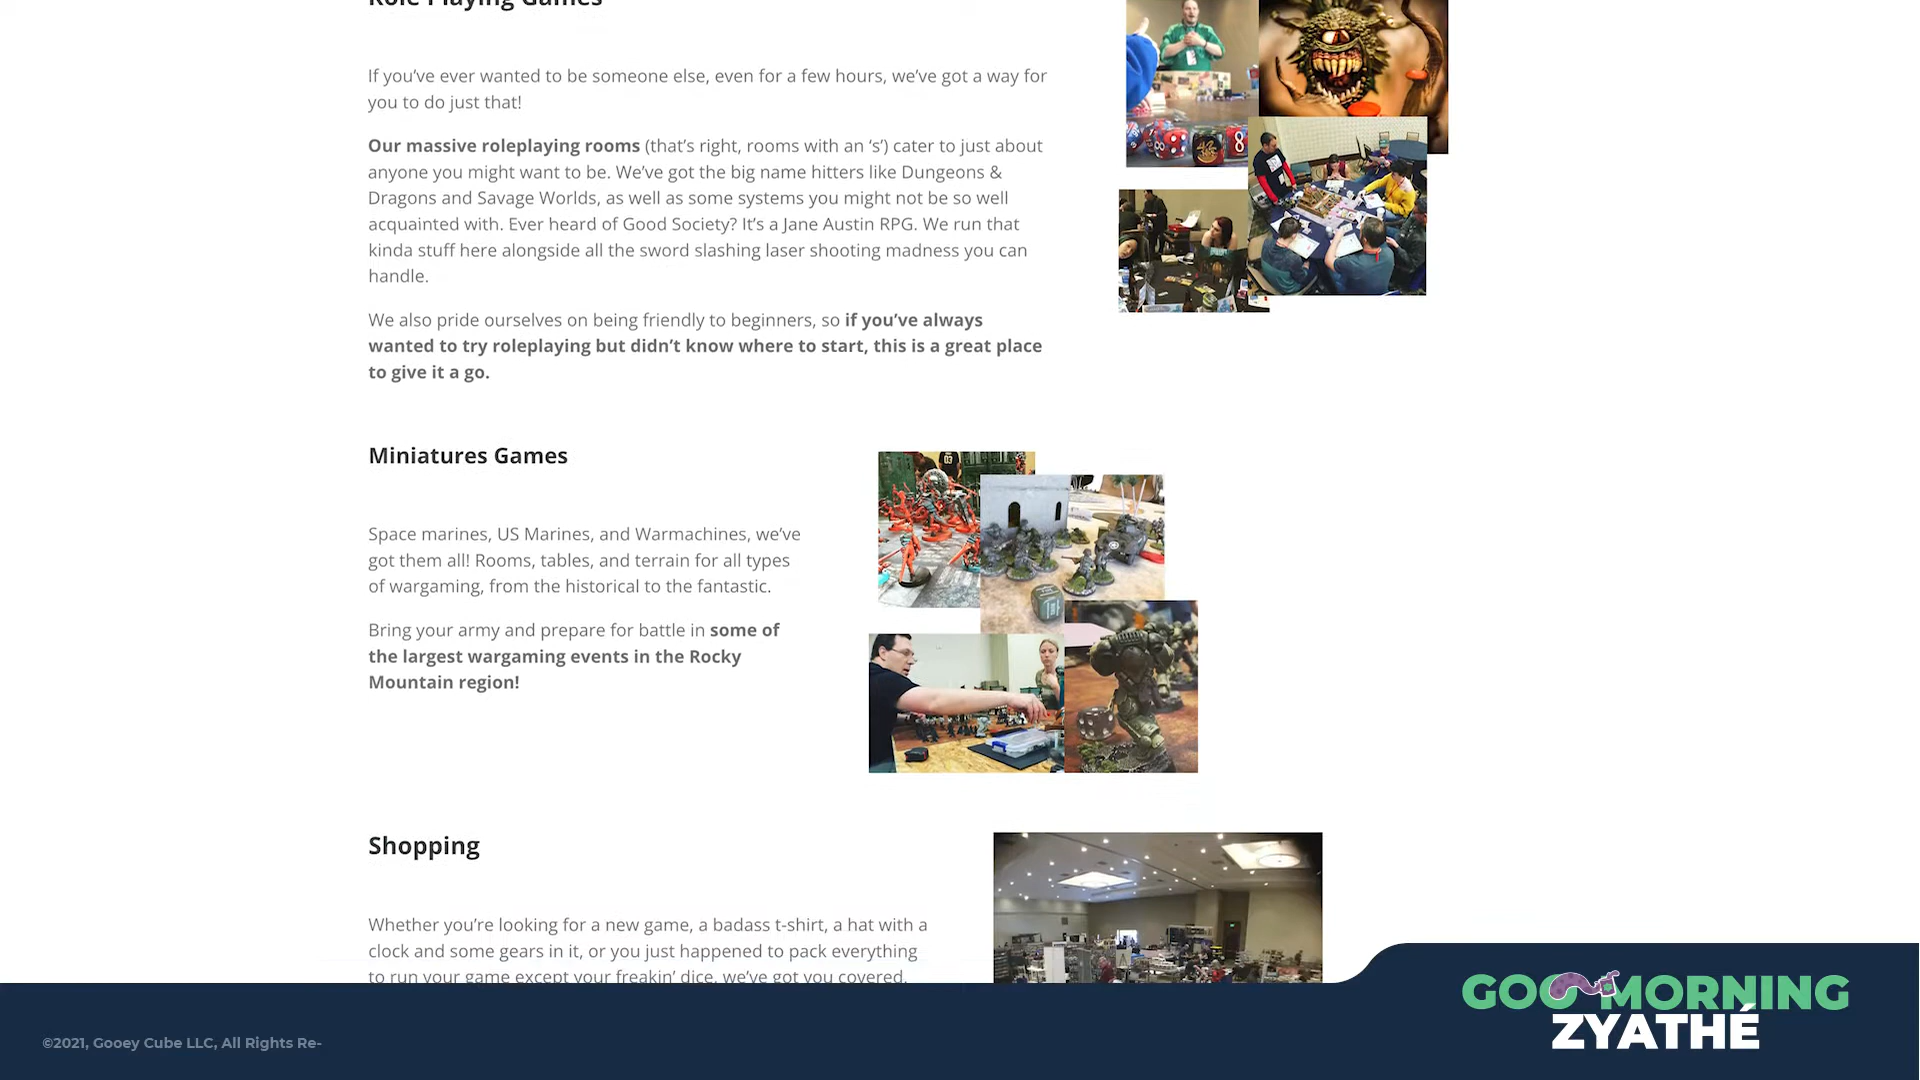 Role Playing Games
If you’ve ever wanted to be someone else, even for a few hours, we’ve got a way for
you to do just that!
Our massive roleplaying rooms (that’s right, rooms with an ‘s’) cater to just about
anyone you might want to be. We’ve got the big name hitters like Dungeons &
Dragons and Savage Worlds, as well as some systems you might not be so well
acquainted with. Ever heard of Good Society? It’s a Jane Austin RPG. We run that
kinda stuff here alongside all the sword slashing laser shooting madness you can
handle.
We also pride ourselves on being friendly to beginners, so if you’ve always
wanted to try roleplaying but didn’t know where to start, this is a great place
to give it a go.
Miniatures Games
Space marines, US Marines, and Warmachines, we’ve
got them all! Rooms, tables, and terrain for all types
of wargaming, from the historical to the fantastic.
Bring your army and prepare for battle in some of
the largest wargaming events in the Rocky
Mountain region!
Shopping
Whether you’re looking for a new game, a badass t-shirt, a hat with a
clock and some gears in it, or you just happened to pack everything
to run your game except your freakin’ dice, we’ve got you covered.
©2021, Gooey Cube LLC, All Rights Re-
GOO MORNING
ZYATHÉ